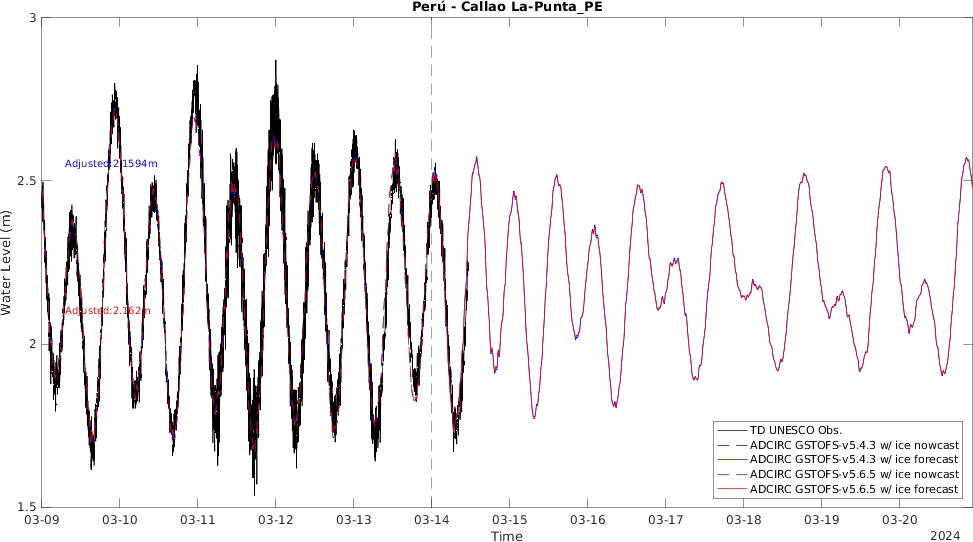 Perú - Callao La-Punta_PE
3
2.5
2
1.5
Water Level (m)
Adjusted:2.1594m
Adjusted:2.162m
03-09 03-10 03-11 03-12 03-13 03-14 03-15 03-16 03-17 03-18 03-19 03-20
Time
2024
TD UNESCO Obs.
ADCIRC GSTOFS-v5.4.3 w/ ice nowcast
ADCIRC GSTOFS-v5.4.3 w/ ice forecast
ADCIRC GSTOFS-v5.6.5 w/ ice nowcast
ADCIRC GSTOFS-v5.6.5 w/ ice forecast